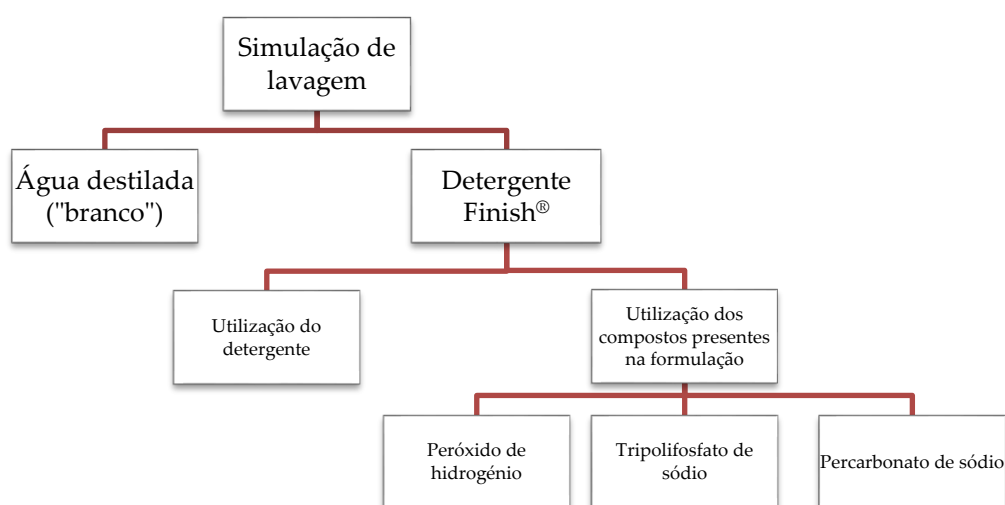 Simulação de
lavagem
Água destilada
("branco")
Detergente
Finish®
Utilização do
detergente
Utilização dos
compostos presentes
na formulação
Peróxido de
hidrogénio
Tripolifosfato de
sódio
Percarbonato de sódio